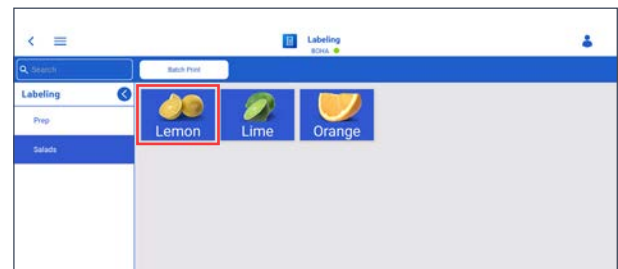 Labeling
BOHA
Search
Batch Print
Labeling
Prep
Salads
Lemon
Lime
Orange